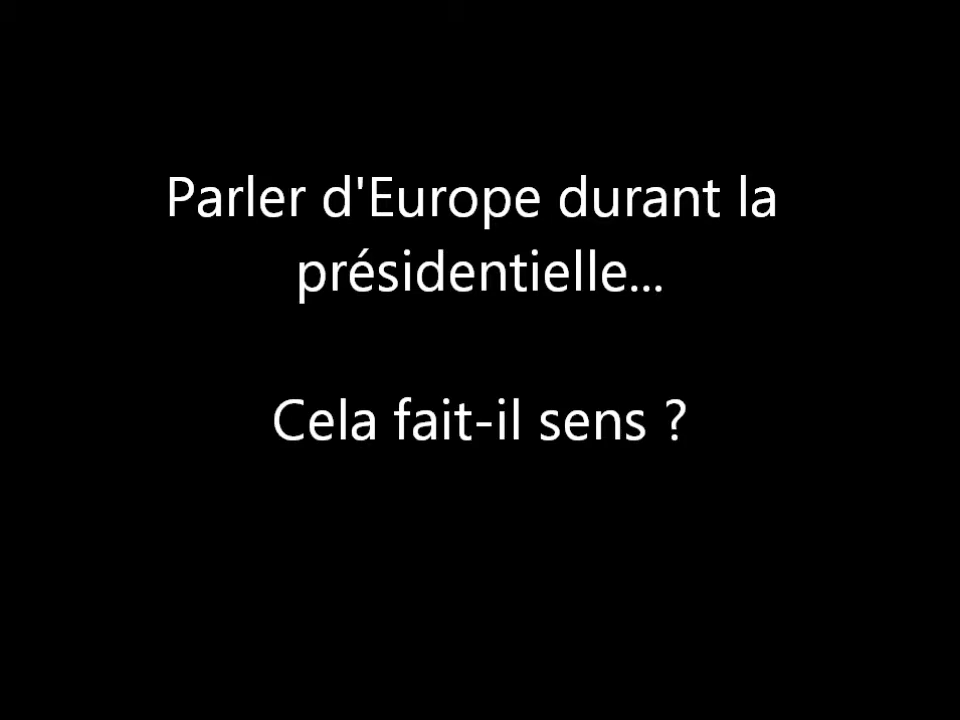 Parler d'Europe durant la
présidentielle...
Cela fait-il sens ?